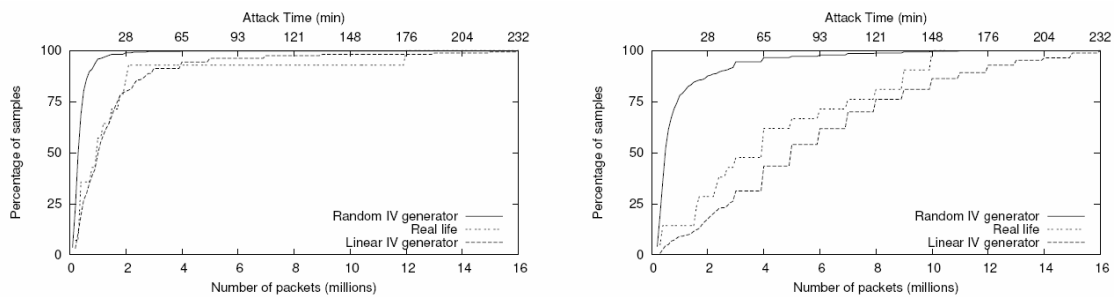 Attack Time (min)
28 65 93 121 148 176 204 232
100
75
50
25
0
Percentage of samples
Random IV generator
Real life
Linear IV generator
0 2 4 6 8 10 12 14 16
Number of packets (millions)
Attack Time (min)
28 65 93 121 148 176 204 232
100
75
50
25
0
Percentage of samples
Random IV generator
Real life
Linear IV generator
0 2 4 6 8 10 12 14 16
Number of packets (millions)